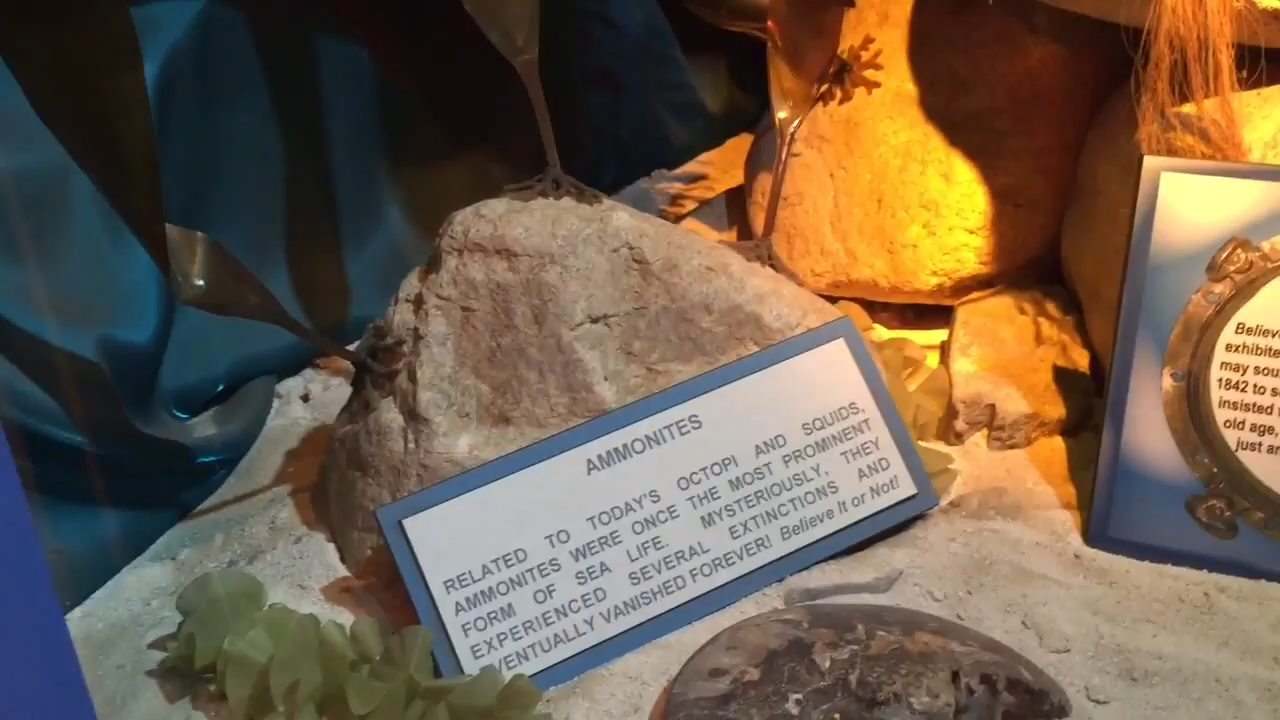 AMMONITES
RELATED TO TODAY'S OCTOPI AND SQUIDS,
AMMONITES WERE ONCE THE MOST PROMINENT
FORM OF SEA LIFE. MYSTERIOUSLY, THEY
EXPERIENCED SEVERAL EXTINCTIONS AND
EVENTUALLY VANISHED FOREVER! Believe It or Not!
Believ
exhibite
may sou
1842 to s
insisted
old age,
just an